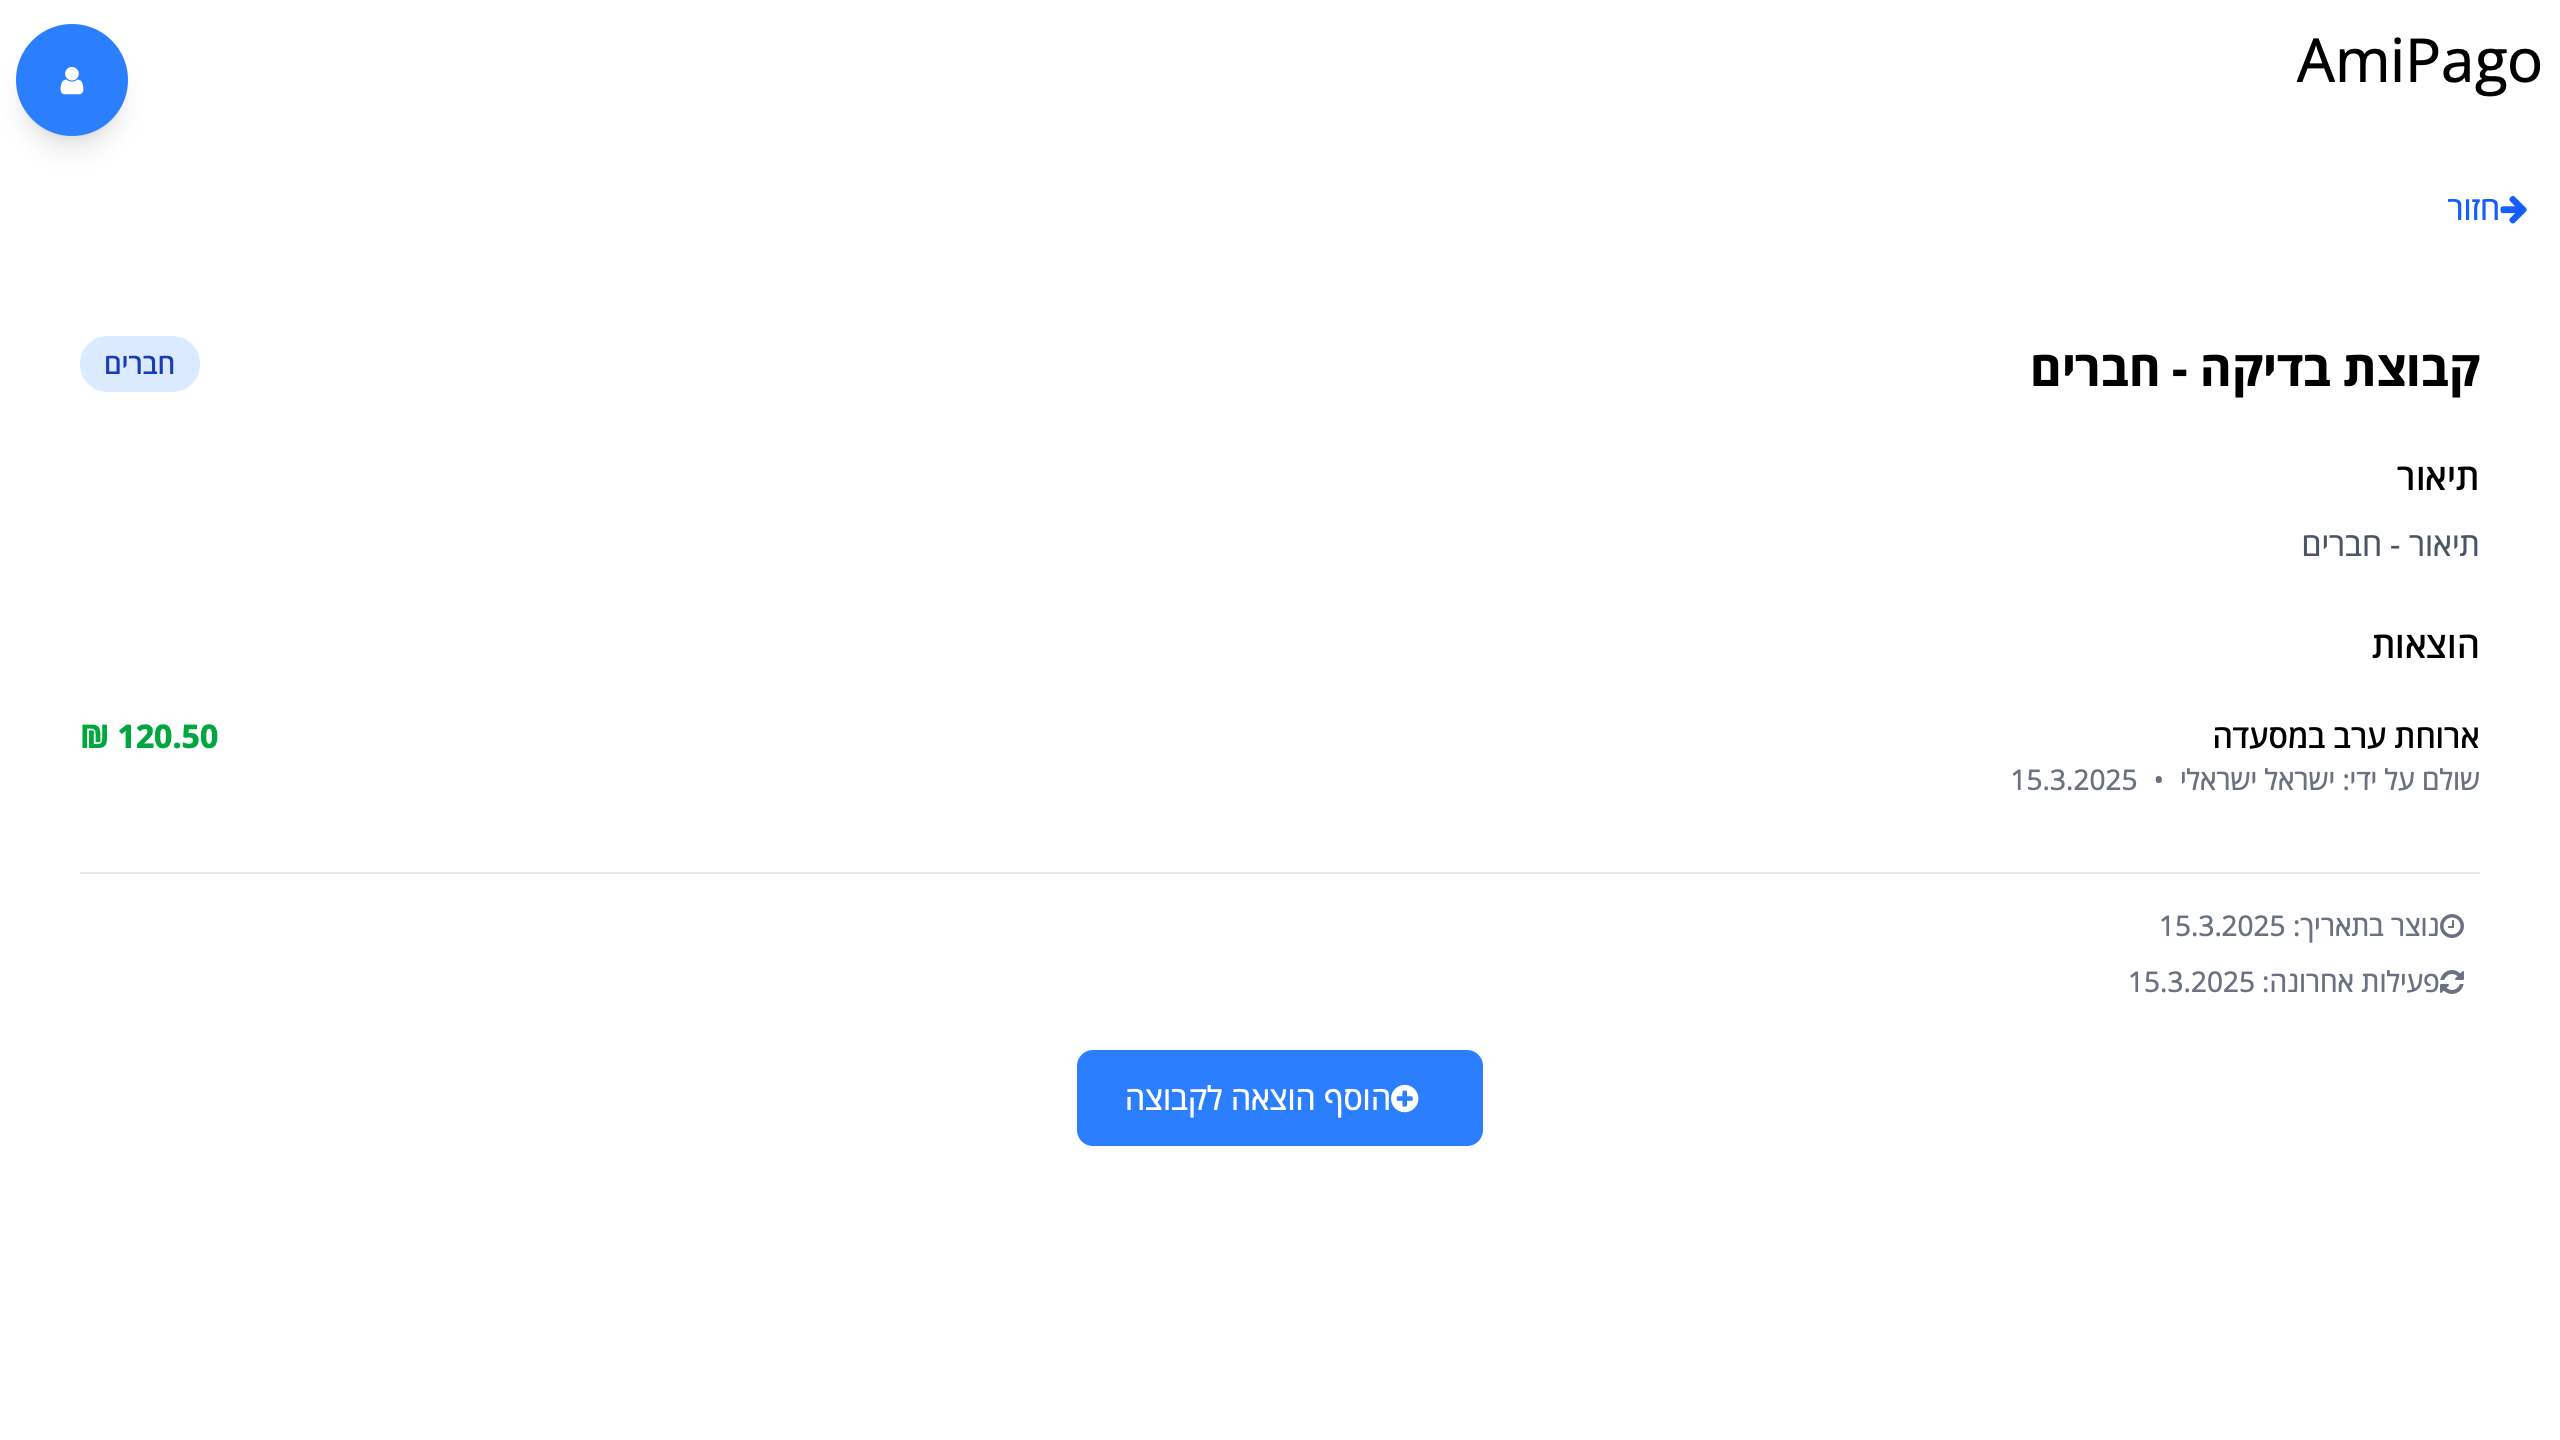 AmiPago
חזור
קבוצת בדיקה - חברים
חברים
תיאור
תיאור - חברים
הוצאות
ארוחת ערב במסעדה
120.50 ₪
שולם על ידי: ישראל ישראלי • 15.3.2025
נוצר בתאריך: 15.3.2025
פעילות אחרונה: 15.3.2025
הוסף הוצאה לקבוצה